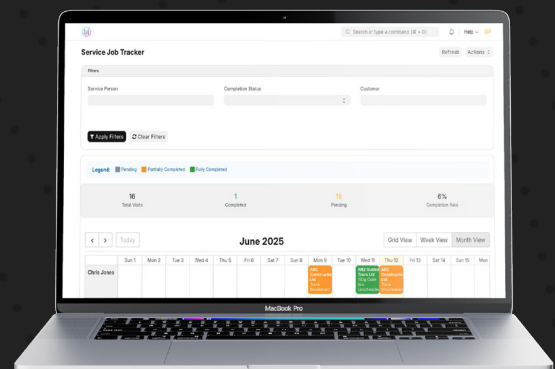 Search or type a command (⌘ + G)
Help
Service Job Tracker
Refresh
Actions
Filters
Service Person
Completion Status
Customer
Apply Filters
Clear Filters
Legend:
Pending
Partially Completed
Fully Completed
16
1
15
6%
Total Visits
Completed
Pending
Completion Rate
Today
June 2025
Grid View
Week View
Month View
Sun 1
Mon 2
Tue 3
Wed 4
Thu 5
Fri 6
Sat 7
Sun 8
Mon 9
Tue 10
Wed 11
Thu 12
Fri 13
Sat 14
Sun 15
Mon
Chris Jones
MacBook Pro